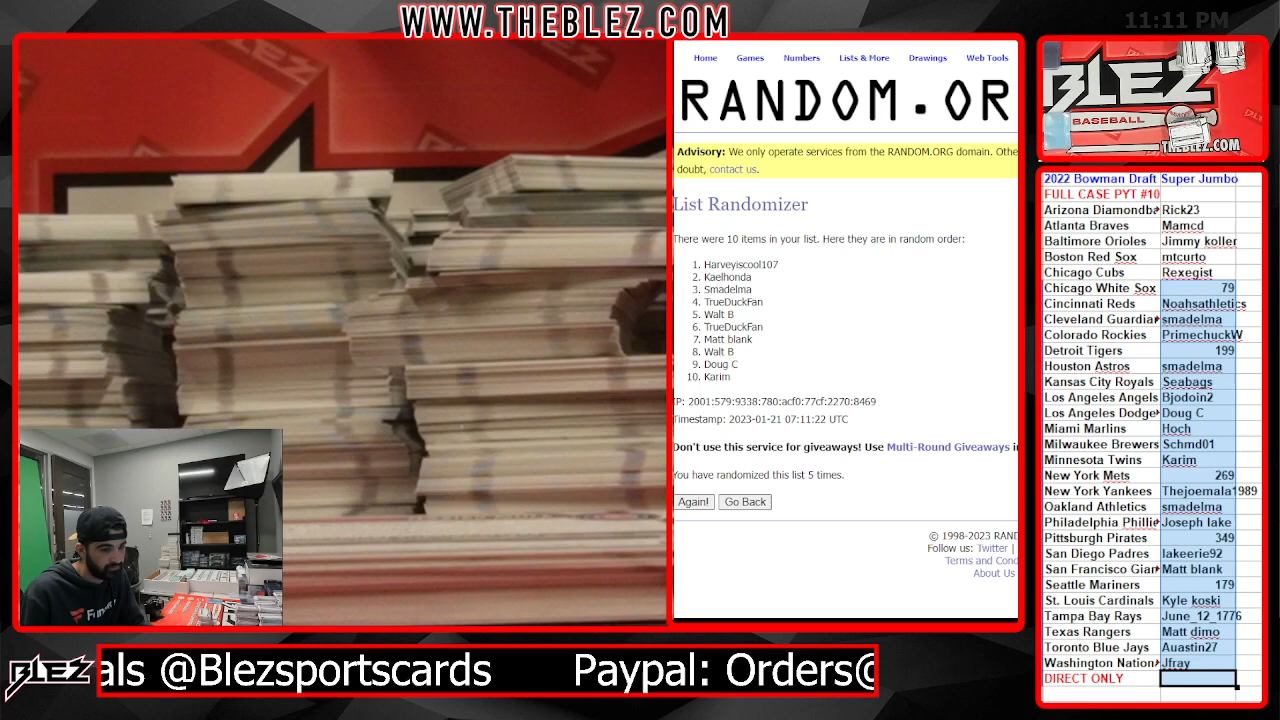 WWW.THEBLEZ.COM
11:11 PM
Home Games Numbers Lists & More Drawings Web Tools
RANDOM.OR
Advisory: We only operate services from the RANDOM.ORG domain. Othe
doubt, contact us.
List Randomizer
There were 10 items in your list. Here they are in random order:
1. Harveyiscool107
2. Kaelhonda
3. Smadelma
4. TrueDuckFan
5. Walt B
6. TrueDuckFan
7. Matt blank
8. Walt B
9. Doug C
10. Karim
IP: 2001:579:9338:780:acf0:77cf:2270:8469
Timestamp: 2023-01-21 07:11:22 UTC
Don't use this service for giveaways! Use Multi-Round Giveaways in
You have randomized this list 5 times.
Again! Go Back
© 1998-2023 RAND
Follow us: Twitter |
Terms and Cond
About Us
BLEZ
BASEBALL
THEBLEZ.COM
2022 Bowman Draft Super Jumbo
FULL CASE PYT #10
Arizona Diamondba Rick23
Atlanta Braves Mamcd
Baltimore Orioles Jimmy koller
Boston Red Sox mtcurto
Chicago Cubs Rexegist
Chicago White Sox 79
Cincinnati Reds Noahsathletics
Cleveland Guardian smadelma
Colorado Rockies PrimechuckW
Detroit Tigers 199
Houston Astros smadelma
Kansas City Royals Seabags
Los Angeles Angels Bjodoin2
Los Angeles Dodge Doug C
Miami Marlins Hoch
Milwaukee Brewers Schmd01
Minnesota Twins Karim
New York Mets 269
New York Yankees Thejoemala1989
Oakland Athletics smadelma
Philadelphia Phillie Joseph lake
Pittsburgh Pirates 349
San Diego Padres lakeerie92
San Francisco Gian Matt blank
Seattle Mariners 179
St. Louis Cardinals Kyle koski
Tampa Bay Rays June_12_1776
Texas Rangers Matt dimo
Toronto Blue Jays Auastin27
Washington Nation Jfray
DIRECT ONLY
BLEZ
als @Blezsportscards Paypal: Orders@